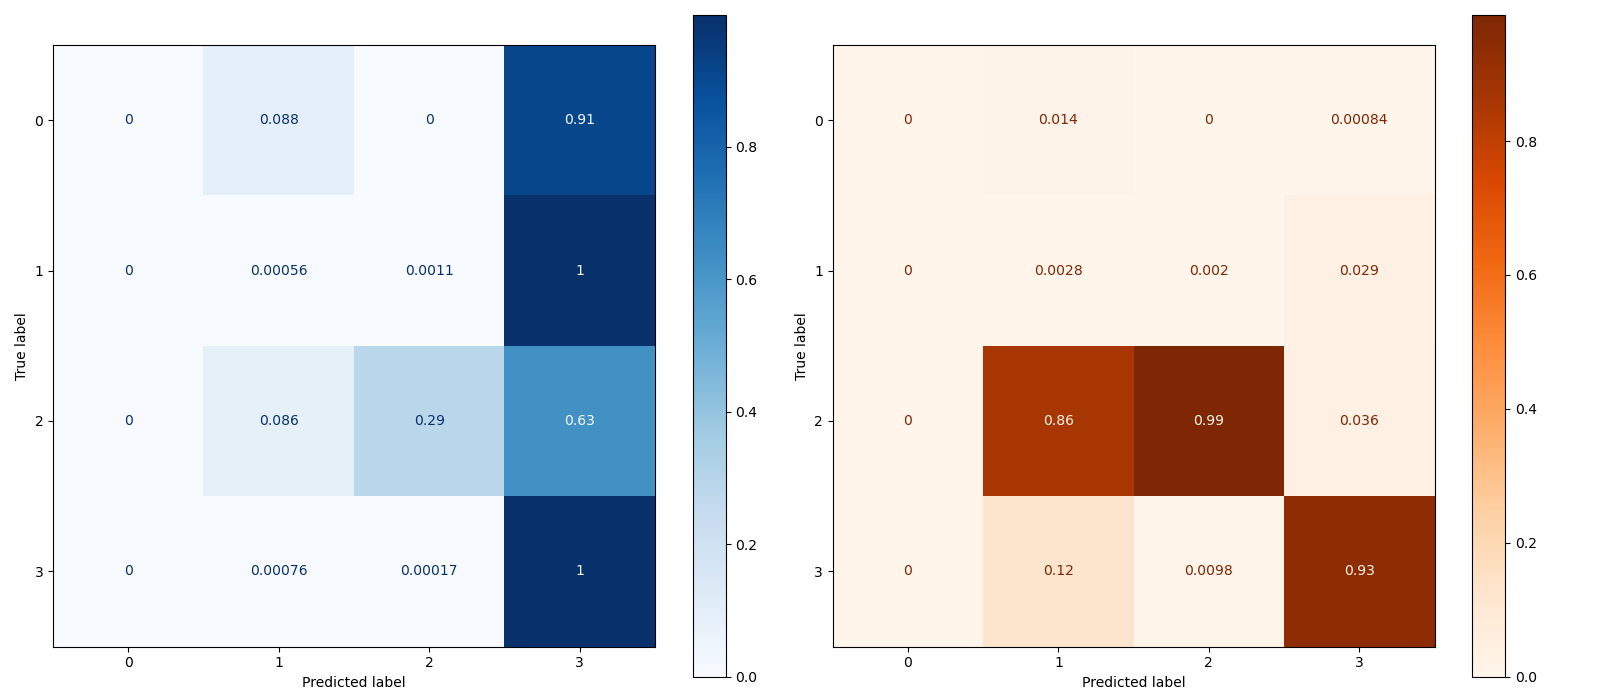 0 0 0.088 0 0.91
1 0 0.00056 0.0011 1
2 0 0.086 0.29 0.63
3 0 0.00076 0.00017 1
0 1 2 3
Predicted label
True label
0.8
0.6
0.4
0.2
0.0
0 0 0.014 0 0.00084
1 0 0.0028 0.002 0.029
2 0 0.86 0.99 0.036
3 0 0.12 0.0098 0.93
0 1 2 3
Predicted label
True label
0.8
0.6
0.4
0.2
0.0